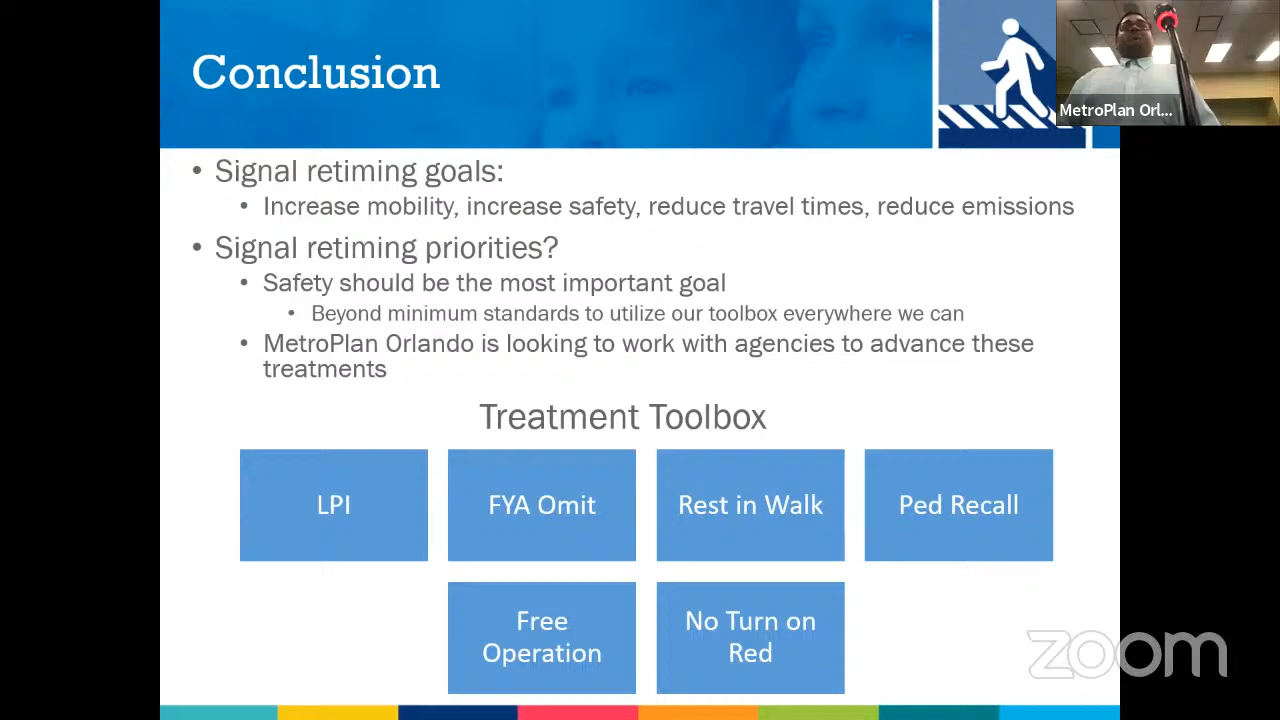 Conclusion
MetroPlan Orl...
• Signal retiming goals:
• Increase mobility, increase safety, reduce travel times, reduce emissions
• Signal retiming priorities?
• Safety should be the most important goal
• Beyond minimum standards to utilize our toolbox everywhere we can
• MetroPlan Orlando is looking to work with agencies to advance these
treatments
Treatment Toolbox
LPI
FYA Omit
Rest in Walk
Ped Recall
Free
Operation
No Turn on
Red
zoom